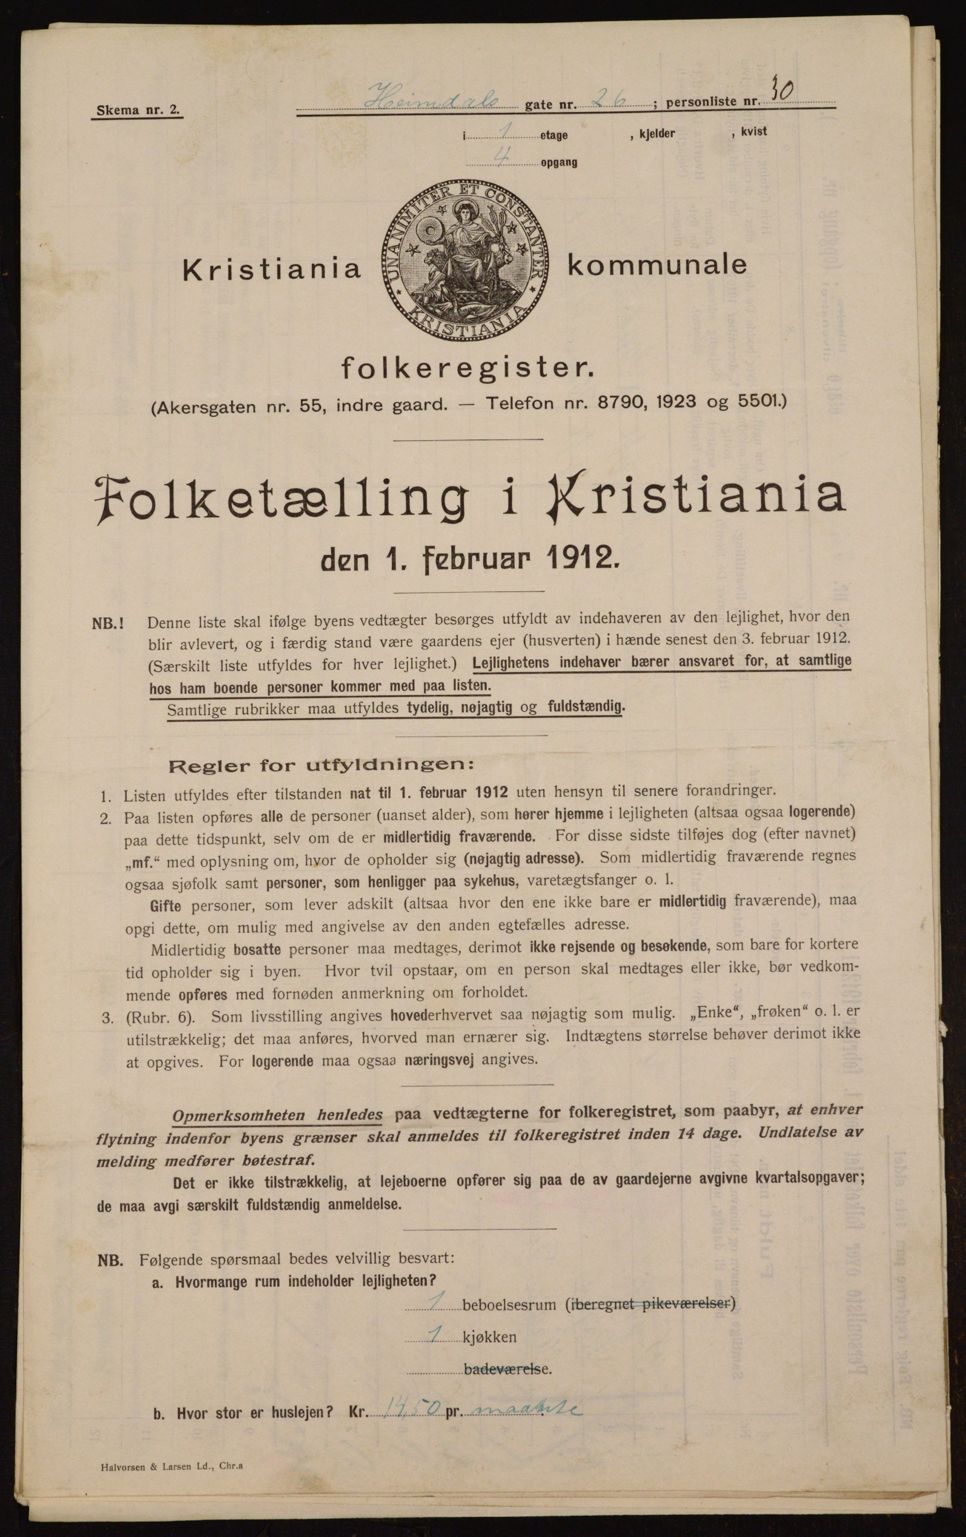 Skema nr. 2.
Heimdals gate nr. 26 ; personliste nr. 30
i 1 etage , kjelder , kvist
4 opgang
UNANIMITER ET CONSTANTER
KRISTIANIA
Kristiania kommunale
folkeregister.
(Akersgaten nr. 55, indre gaard. — Telefon nr. 8790, 1923 og 5501.)
Folketælling i Kristiania
den 1. februar 1912.
NB.! Denne liste skal ifølge byens vedtægter besørges utfyldt av indehaveren av den lejlighet, hvor den
blir avlevert, og i færdig stand være gaardens ejer (husverten) i hænde senest den 3. februar 1912.
(Særskilt liste utfyldes for hver lejlighet.) Lejlighetens indehaver bærer ansvaret for, at samtlige
hos ham boende personer kommer med paa listen.
Samtlige rubrikker maa utfyldes tydelig, nøjagtig og fuldstændig.
Regler for utfyldningen:
1. Listen utfyldes efter tilstanden nat til 1. februar 1912 uten hensyn til senere forandringer.
2. Paa listen opføres alle de personer (uanset alder), som hører hjemme i lejligheten (altsaa ogsaa logerende)
paa dette tidspunkt, selv om de er midlertidig fraværende. For disse sidste tilføjes dog (efter navnet)
„mf.“ med oplysning om, hvor de opholder sig (nøjagtig adresse). Som midlertidig fraværende regnes
ogsaa sjøfolk samt personer, som henligger paa sykehus, varetægtsfanger o. l.
Gifte personer, som lever adskilt (altsaa hvor den ene ikke bare er midlertidig fraværende), maa
opgi dette, om mulig med angivelse av den anden egtefælles adresse.
Midlertidig bosatte personer maa medtages, derimot ikke rejsende og besøkende, som bare for kortere
tid opholder sig i byen. Hvor tvil opstaar, om en person skal medtages eller ikke, bør vedkom-
mende opføres med fornøden anmerkning om forholdet.
3. (Rubr. 6). Som livsstilling angives hovederhvervet saa nøjagtig som mulig. „Enke“, „frøken“ o. l. er
utilstrækkelig; det maa anføres, hvorved man ernærer sig. Indtægtens størrelse behøver derimot ikke
at opgives. For logerende maa ogsaa næringsvej angives.
Opmerksomheten henledes paa vedtægterne for folkeregistret, som paabyr, at enhver
flytning indenfor byens grænser skal anmeldes til folkeregistret inden 14 dage. Undlatelse av
melding medfører bøtestraf.
Det er ikke tilstrækkelig, at lejeboerne opfører sig paa de av gaardejerne avgivne kvartalsopgaver;
de maa avgi særskilt fuldstændig anmeldelse.
NB. Følgende spørsmaal bedes velvillig besvart:
a. Hvormange rum indeholder lejligheten?
1 beboelsesrum (iberegnet pikeværelser)
1 kjøkken
badeværelse.
b. Hvor stor er huslejen? Kr. 14,50 pr. maante
Halvorsen & Larsen Ld., Chr.a